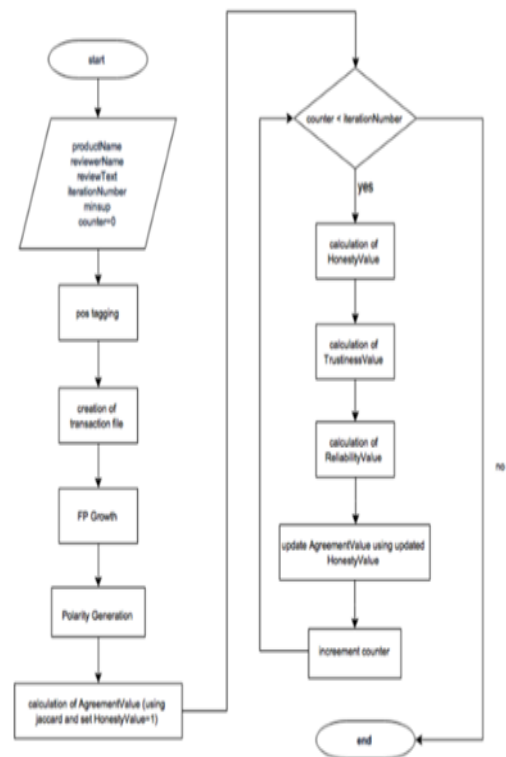 start
productName
reviewerName
reviewText
iterationNumber
minsup
counter=0
pos tagging
creation of
transaction file
FP Growth
Polarity Generation
calculation of AgreementValue (using
jaccard and set HonestyValue=1)
counter < iterationNumber
yes
calculation of
HonestyValue
calculation of
TrustinessValue
calculation of
ReliabilityValue
update AgreementValue using updated
HonestyValue
increment counter
no
end